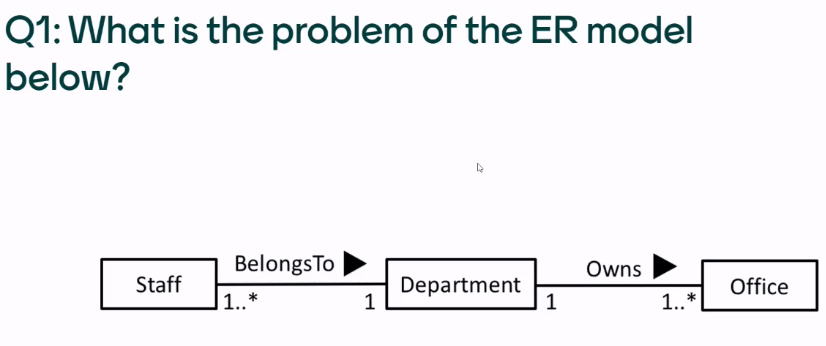 Q1: What is the problem of the ER model
below?
BelongsTo
Owns
Staff
Department
Office
1..*
1
1
1..*